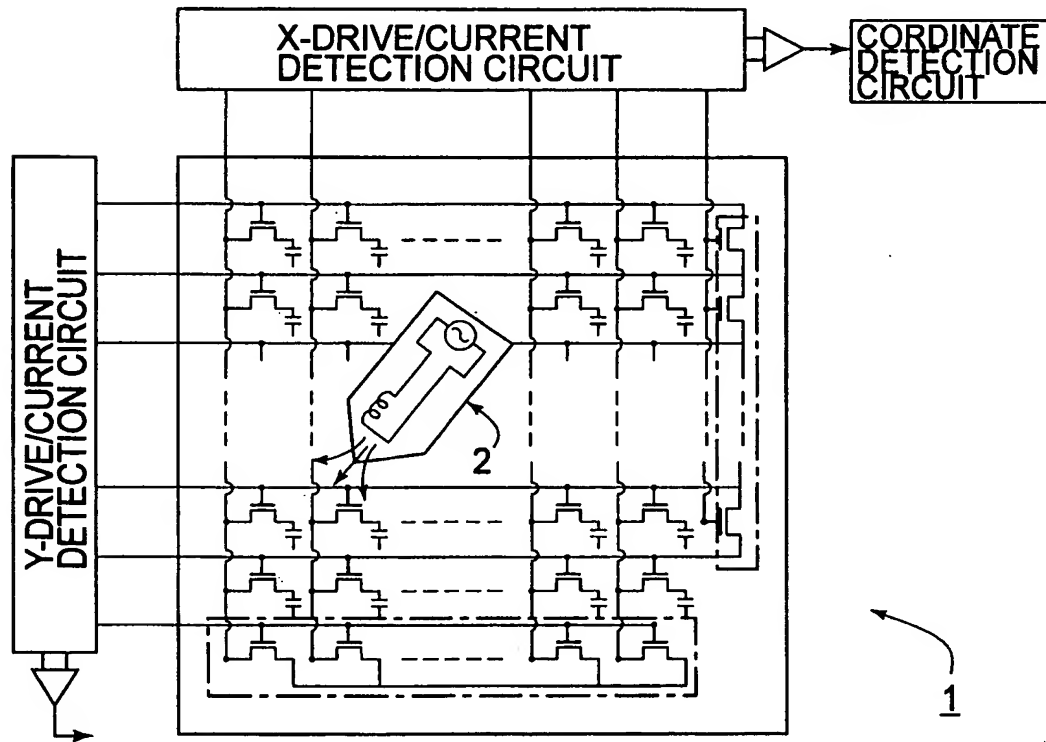 X-DRIVE/CURRENT
DETECTION CIRCUIT
CORDINATE
DETECTION
CIRCUIT
Y-DRIVE/CURRENT
DETECTION CIRCUIT
2
1